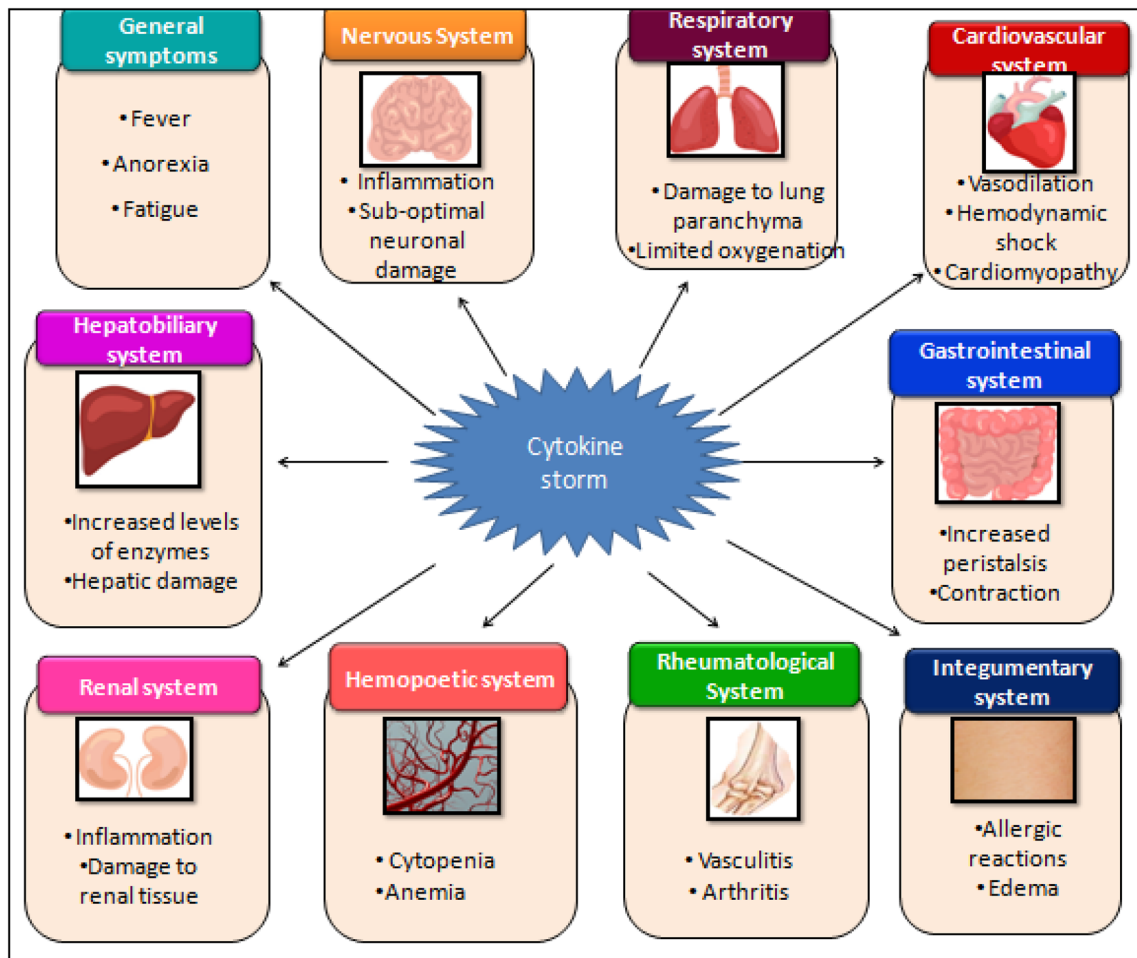 General
symptoms
• Fever
•Anorexia
•Fatigue
Nervous System
• Inflammation
•Sub-optimal
neuronal
damage
Respiratory
system
•Damage to lung
paranchyma
•Limited oxygenation
Cardiovascular
system
•Vasodilation
•Hemodynamic
shock
•Cardiomyopathy
Hepatobiliary
system
•Increased levels
of enzymes
•Hepatic damage
Cytokine
storm
Gastrointestinal
system
•Increased
peristalsis
•Contraction
Renal system
• Inflammation
•Damage to
renal tissue
Hemopoetic system
• Cytopenia
•Anemia
Rheumatological
System
• Vasculitis
• Arthritis
Integumentary
system
•Allergic
reactions
•Edema